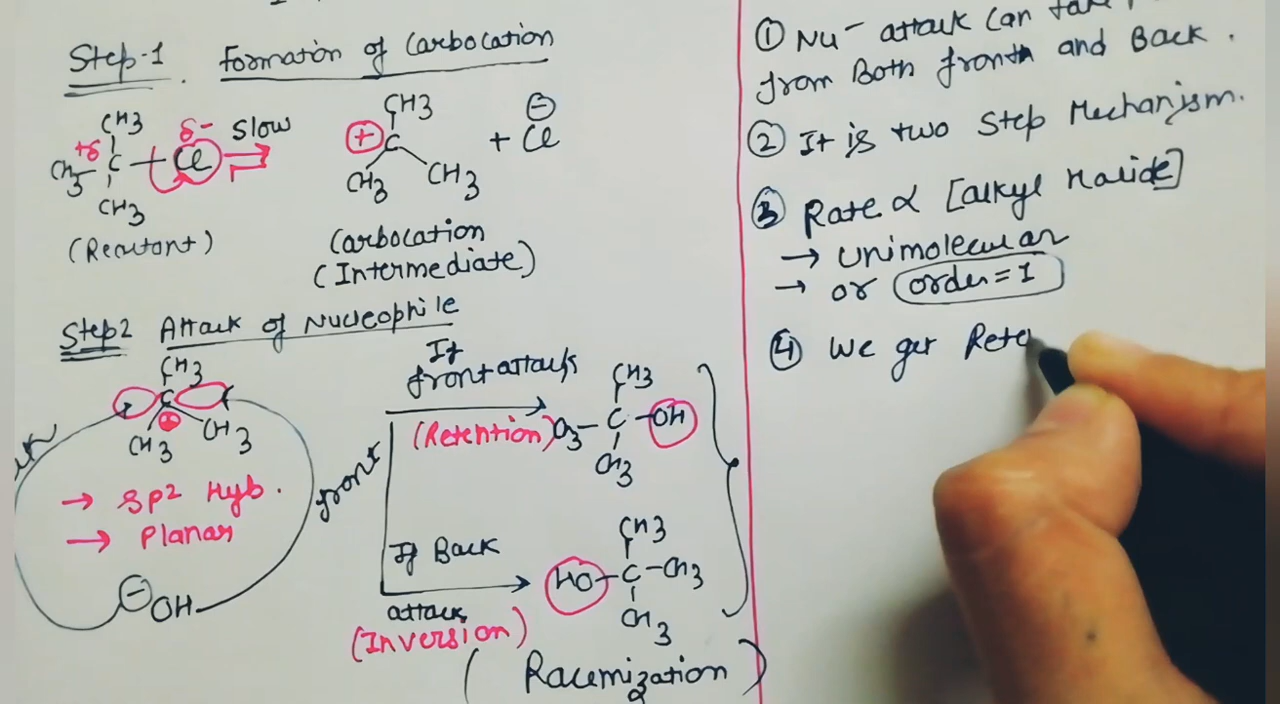 Step-1 Formation of Carbocation
CH3
+δ δ-
CH3 - C - Cl Slow
CH3
(Reactant)
CH3
+ C + Cl ⊖
CH3 CH3
Carbocation
(Intermediate)
Step2 Attack of Nucleophile
CH3
C
⊕
CH3 CH3
→ SP2 Hyb.
→ Planar
⊖OH
front
If
front attacks
(Retention)
CH3
C - OH
CH3
If Back
attack
(Inversion)
CH3
HO - C - CH3
CH3
(Racemization)
① Nu- attack can
from Both front and Back.
② It is two Step Mechanism.
③ Rate ∝ [alkyl Halide]
→ unimolecular
→ or order = 1
④ We get Rete